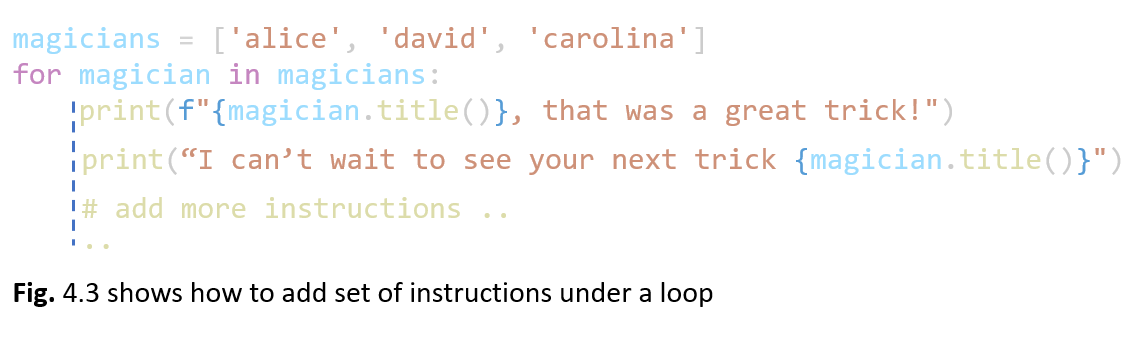 magicians = ['alice', 'david', 'carolina']
for magician in magicians:
print(f"{magician.title()}, that was a great trick!")
print(“I can’t wait to see your next trick {magician.title()}")
# add more instructions ..
..
Fig. 4.3 shows how to add set of instructions under a loop